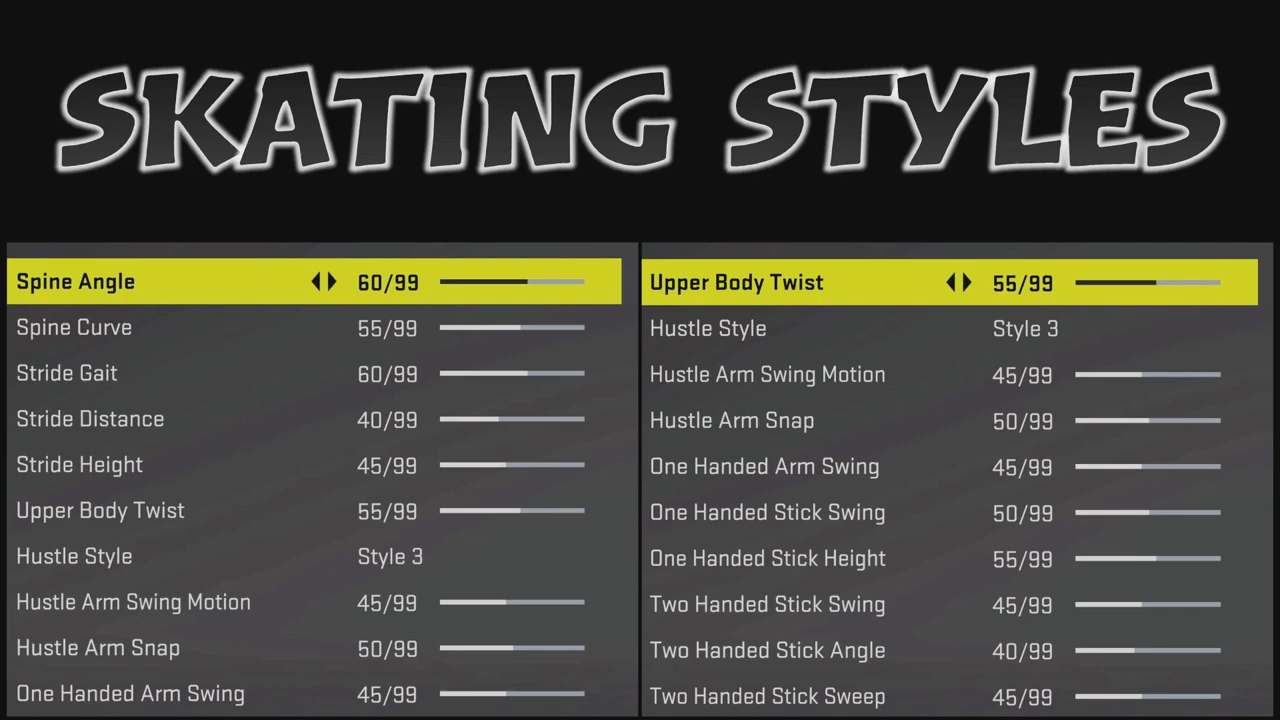 SKATING STYLES
Spine Angle 60/99
Spine Curve 55/99
Stride Gait 60/99
Stride Distance 40/99
Stride Height 45/99
Upper Body Twist 55/99
Hustle Style Style 3
Hustle Arm Swing Motion 45/99
Hustle Arm Snap 50/99
One Handed Arm Swing 45/99
Upper Body Twist 55/99
Hustle Style Style 3
Hustle Arm Swing Motion 45/99
Hustle Arm Snap 50/99
One Handed Arm Swing 45/99
One Handed Stick Swing 50/99
One Handed Stick Height 55/99
Two Handed Stick Swing 45/99
Two Handed Stick Angle 40/99
Two Handed Stick Sweep 45/99